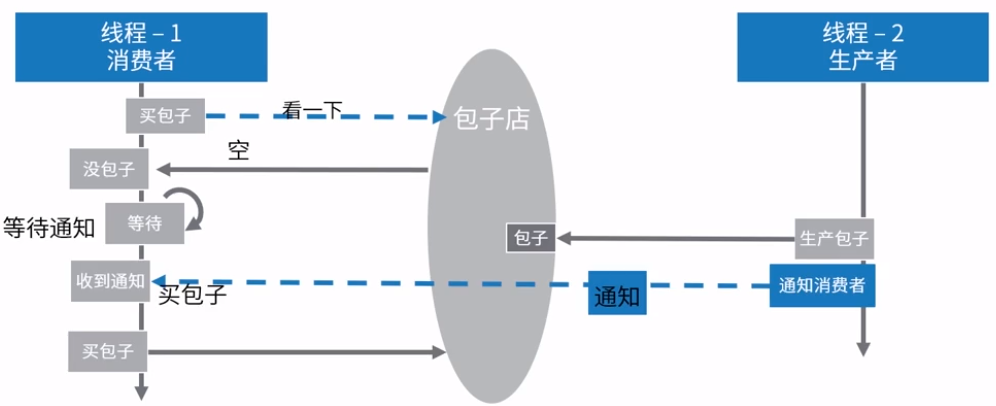 线程 – 1
消费者
线程 – 2
生产者
买包子
看一下
包子店
没包子
空
等待通知
等待
包子
生产包子
收到通知
买包子
通知
通知消费者
买包子